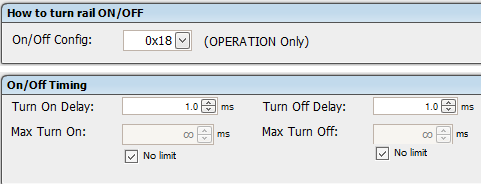 How to turn rail ON/OFF
On/Off Config: 0x18 (OPERATION Only)
On/Off Timing
Turn On Delay: 1.0 ms Turn Off Delay: 1.0 ms
Max Turn On: ∞ ms Max Turn Off: ∞ ms
No limit No limit